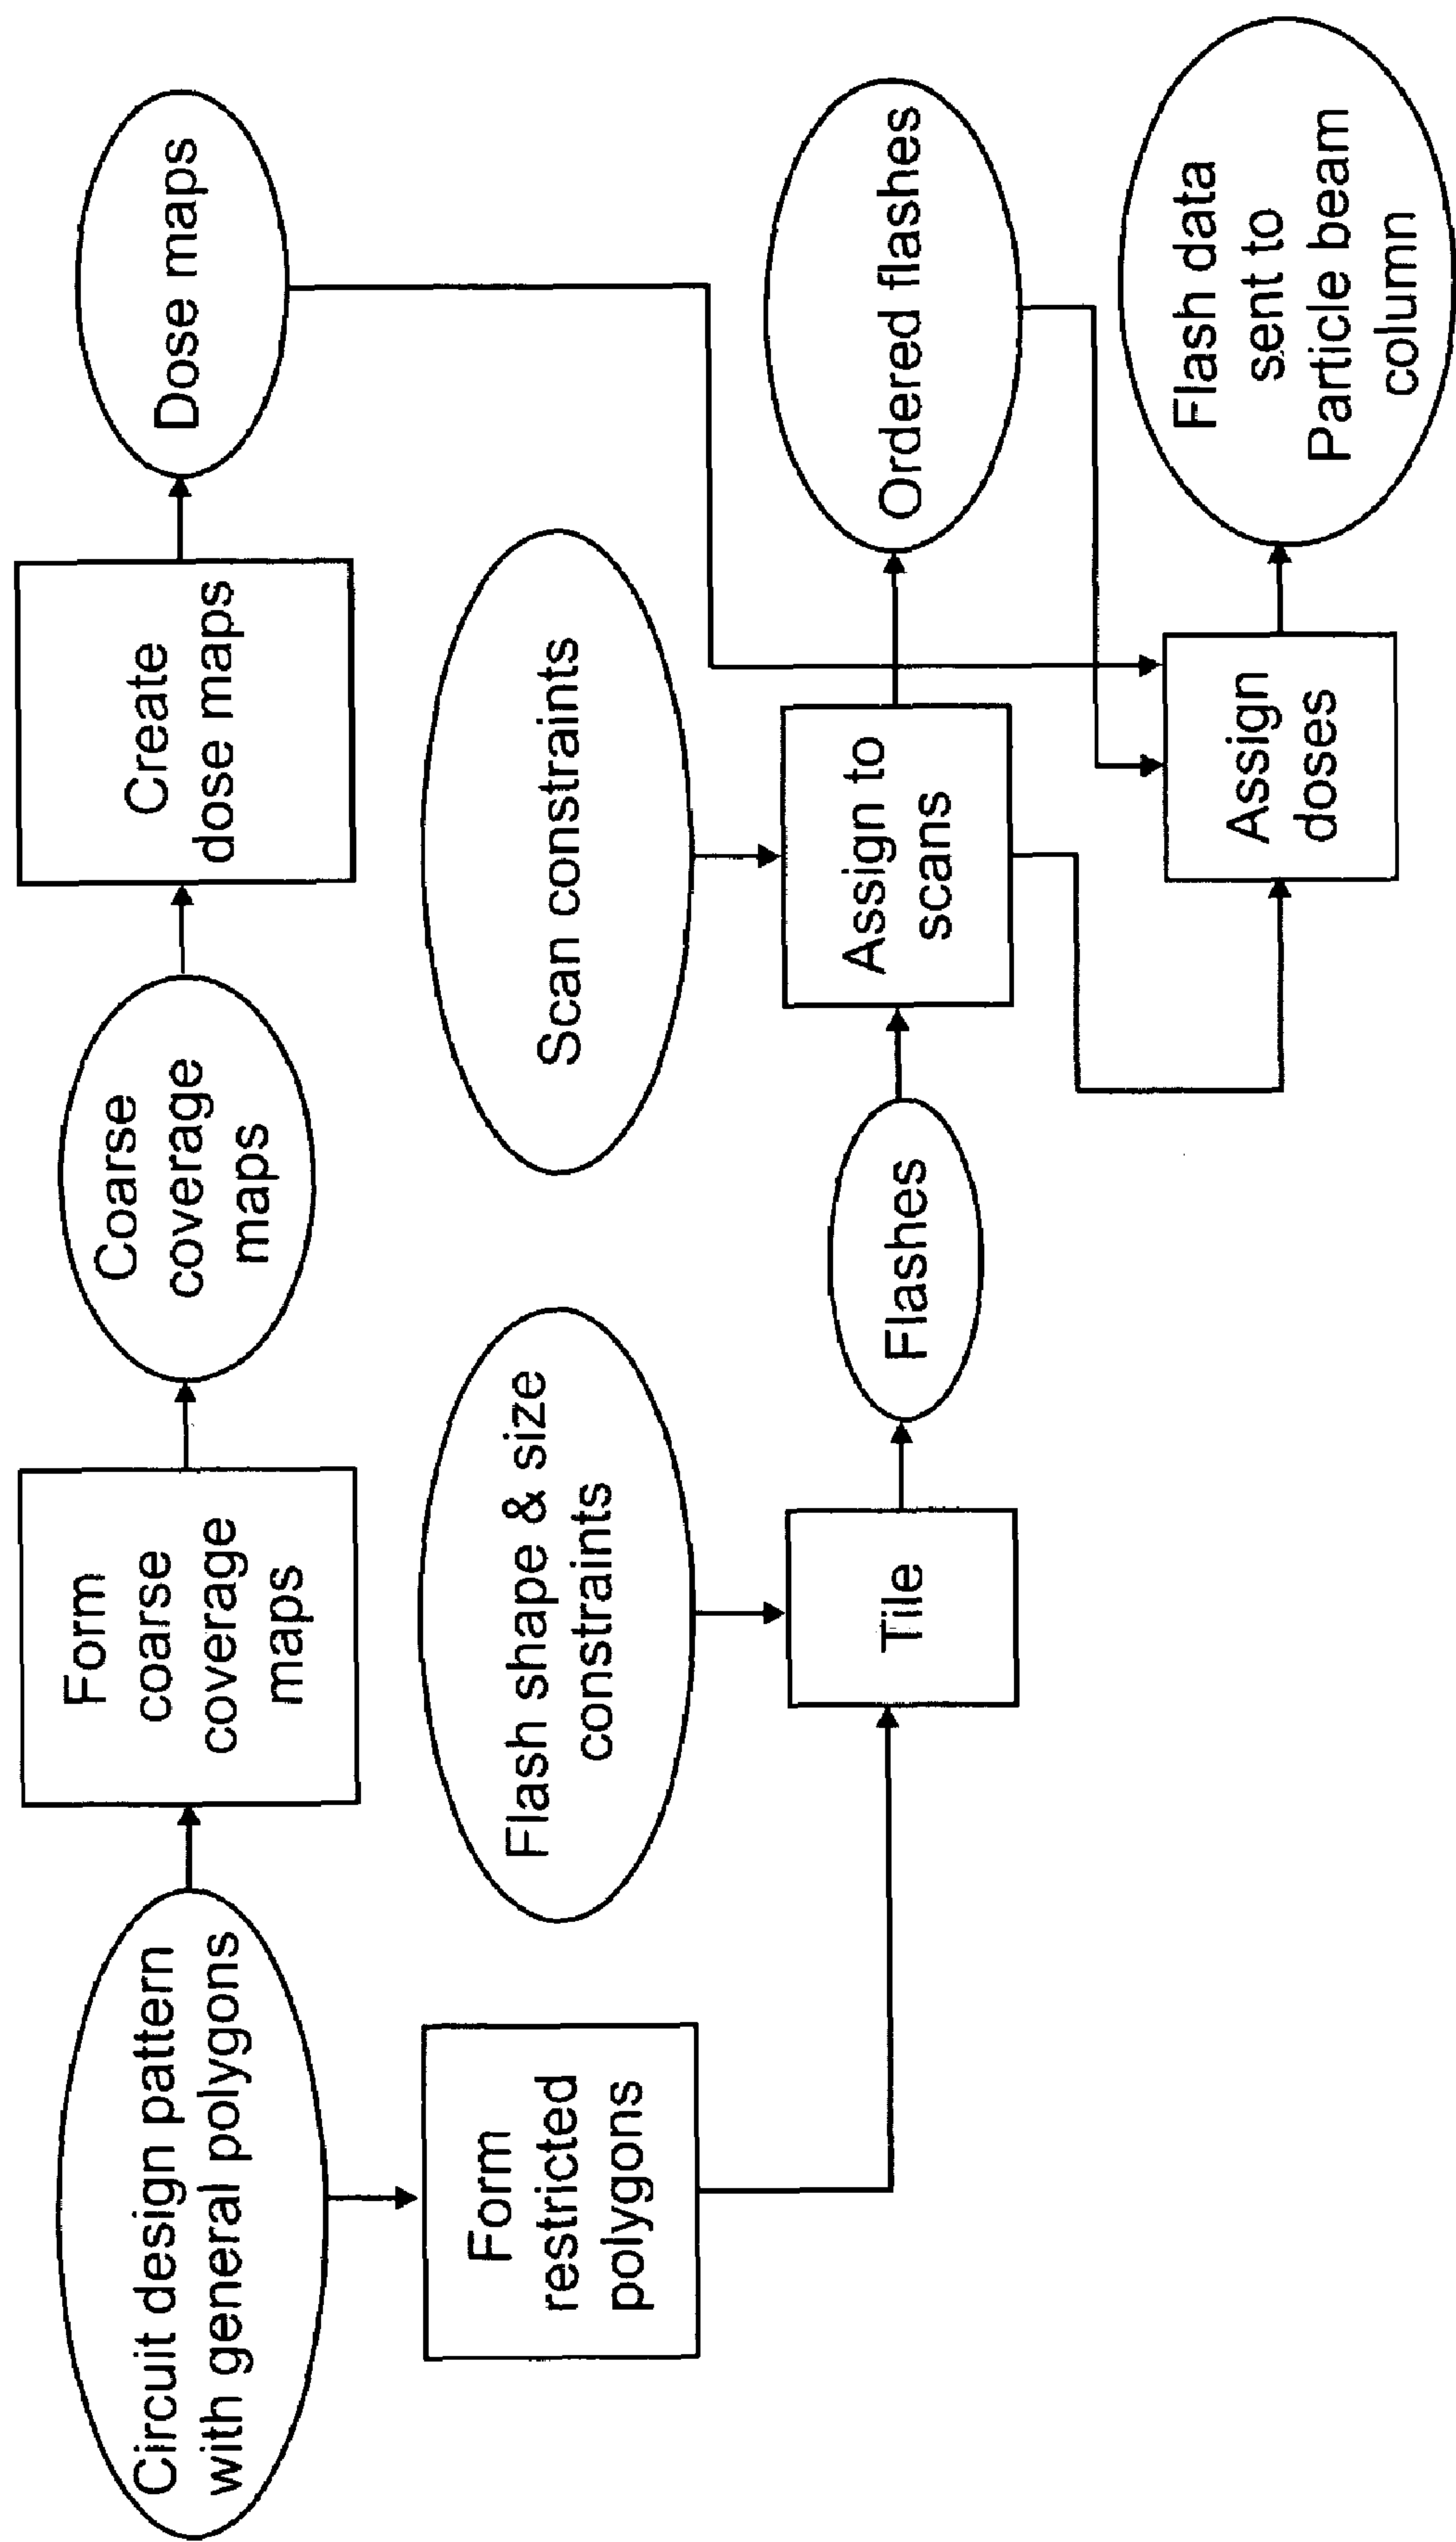 Circuit design pattern
with general polygons
Form
coarse
coverage
maps
Coarse
coverage
maps
Create
dose maps
Dose maps
Form
restricted
polygons
Flash shape & size
constraints
Scan constraints
Tile
Flashes
Assign to
scans
Ordered flashes
Assign
doses
Flash data
sent to
Particle beam
column